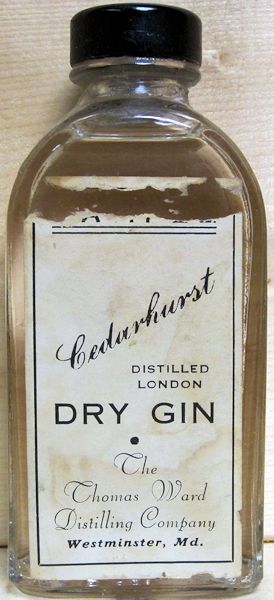 Cedarhurst
DISTILLED
LONDON
DRY GIN
•
The
Thomas Ward
Distilling Company
Westminster, Md.